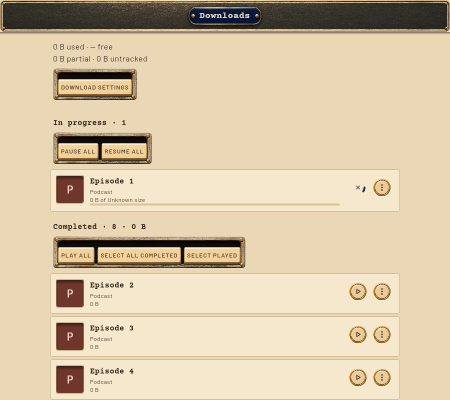 Downloads
0 B used · — free
0 B partial · 0 B untracked
DOWNLOAD SETTINGS
In progress · 1
PAUSE ALL RESUME ALL
P
Episode 1
Podcast
0 B of Unknown size
Completed · 8 · 0 B
PLAY ALL SELECT ALL COMPLETED SELECT PLAYED
P
Episode 2
Podcast
0 B
P
Episode 3
Podcast
0 B
P
Episode 4
Podcast
0 B